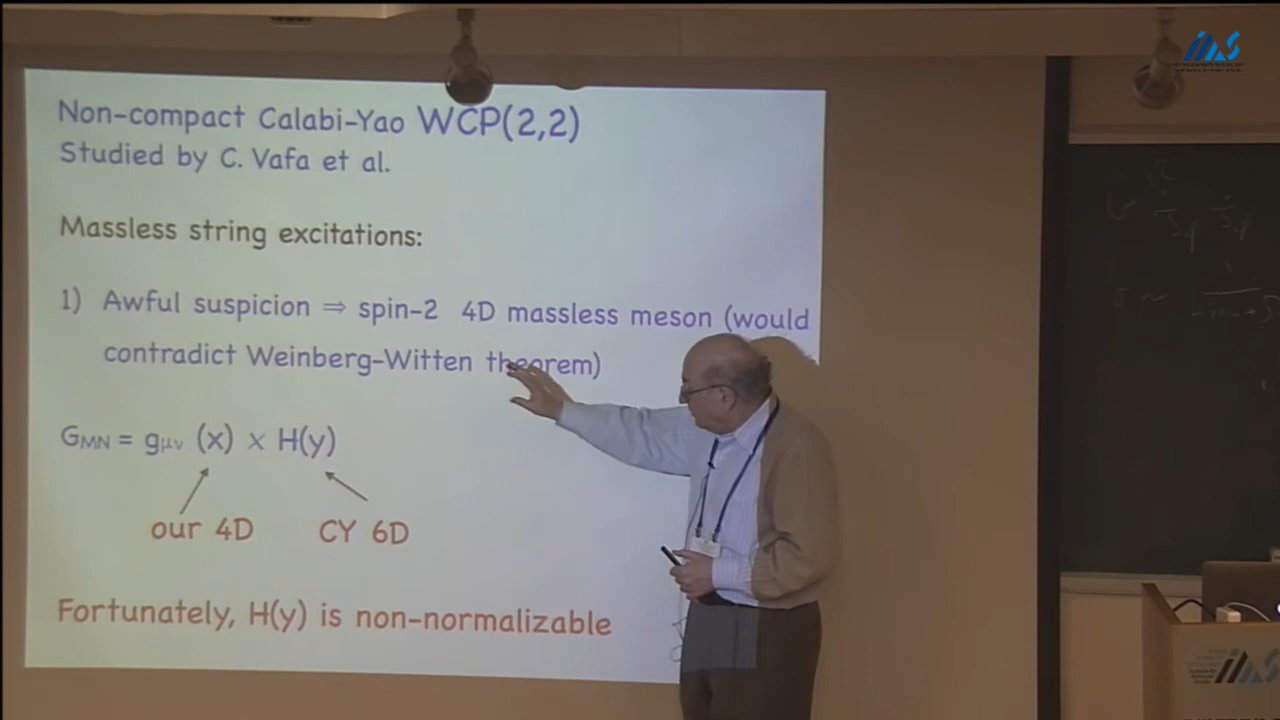 Non-compact Calabi-Yao WCP(2,2)
Studied by C. Vafa et al.
Massless string excitations:
1) Awful suspicion ⇒ spin-2 4D massless meson (would
contradict Weinberg-Witten theorem)
GMN = gμν (x) × H(y)
our 4D CY 6D
Fortunately, H(y) is non-normalizable